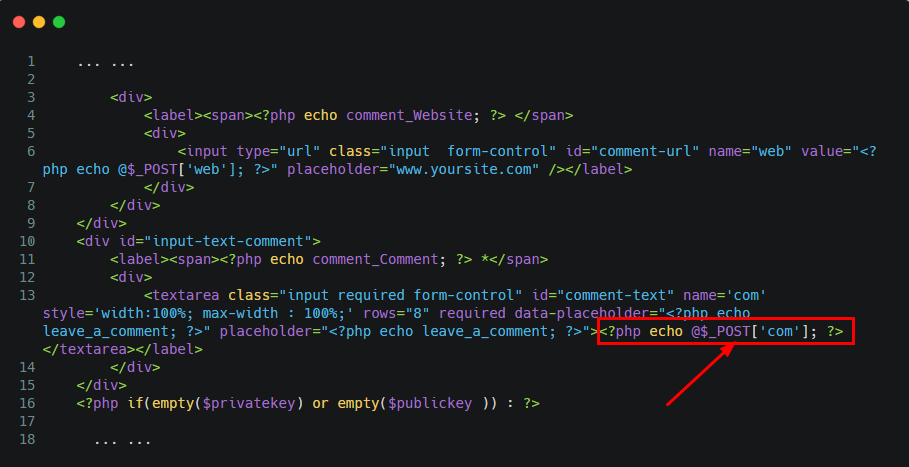 1 ... ...
2
3 <div>
4 <label><span><?php echo comment_Website; ?> </span>
5 <div>
6 <input type="url" class="input  form-control" id="comment-url" name="web" value="<?
php echo @$_POST['web']; ?>" placeholder="www.yoursite.com" /></label>
7 </div>
8 </div>
9 </div>
10 <div id="input-text-comment">
11 <label><span><?php echo comment_Comment; ?> *</span>
12 <div>
13 <textarea class="input required form-control" id="comment-text" name='com'
style='width:100%; max-width : 100%;' rows="8" required data-placeholder="<?php echo
leave_a_comment; ?>" placeholder="<?php echo leave_a_comment; ?>"><?php echo @$_POST['com']; ?>
</textarea></label>
14 </div>
15 </div>
16 <?php if(empty($privatekey) or empty($publickey )) : ?>
17
18 ... ...